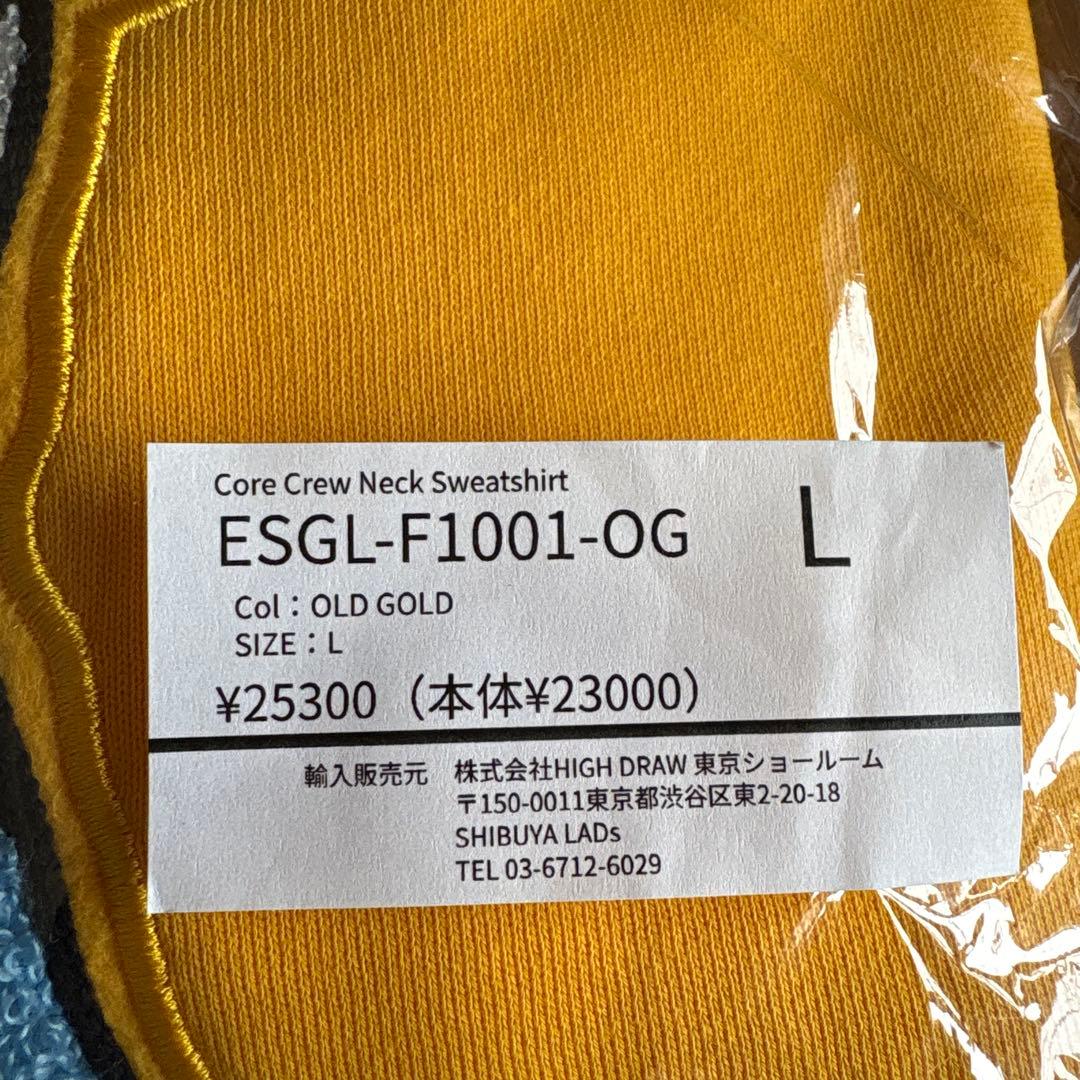 Core Crew Neck Sweatshirt
ESGL-F1001-OG L
Col：OLD GOLD
SIZE：L
¥25300（本体¥23000）
輸入販売元 株式会社HIGH DRAW 東京ショールーム
〒150-0011東京都渋谷区東2-20-18
SHIBUYA LADs
TEL 03-6712-6029